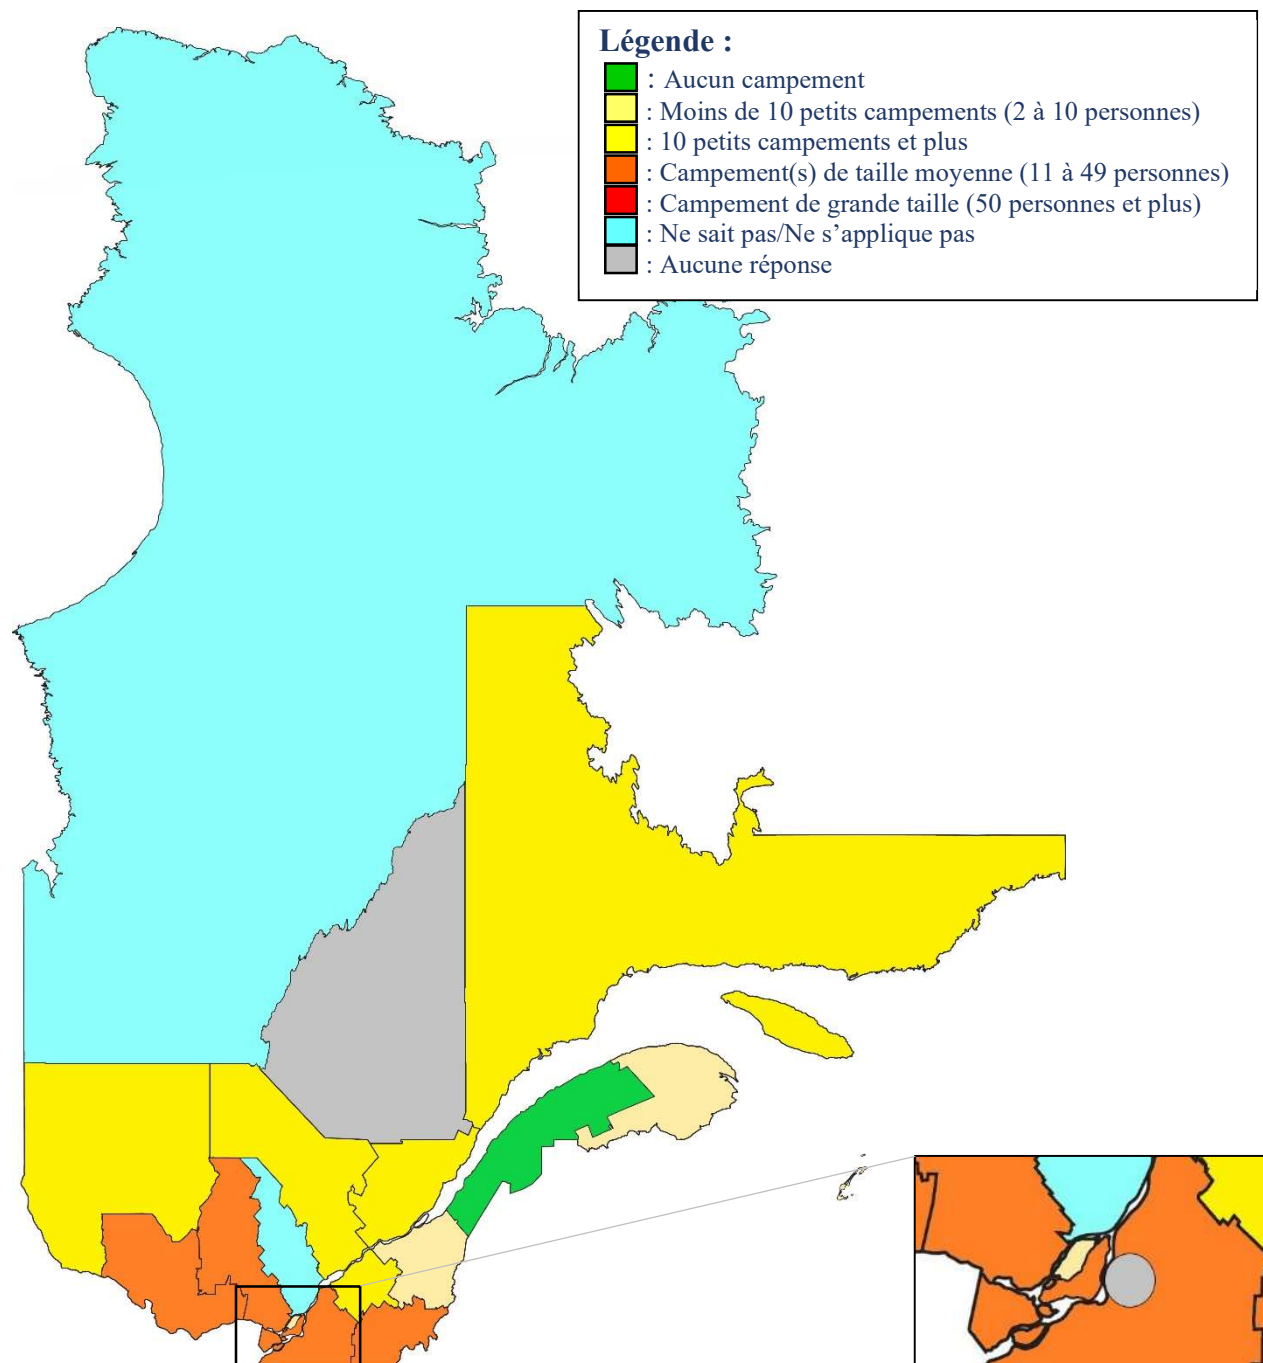 Légende :
: Aucun campement
: Moins de 10 petits campements (2 à 10 personnes)
: 10 petits campements et plus
: Campement(s) de taille moyenne (11 à 49 personnes)
: Campement de grande taille (50 personnes et plus)
: Ne sait pas/Ne s’applique pas
: Aucune réponse